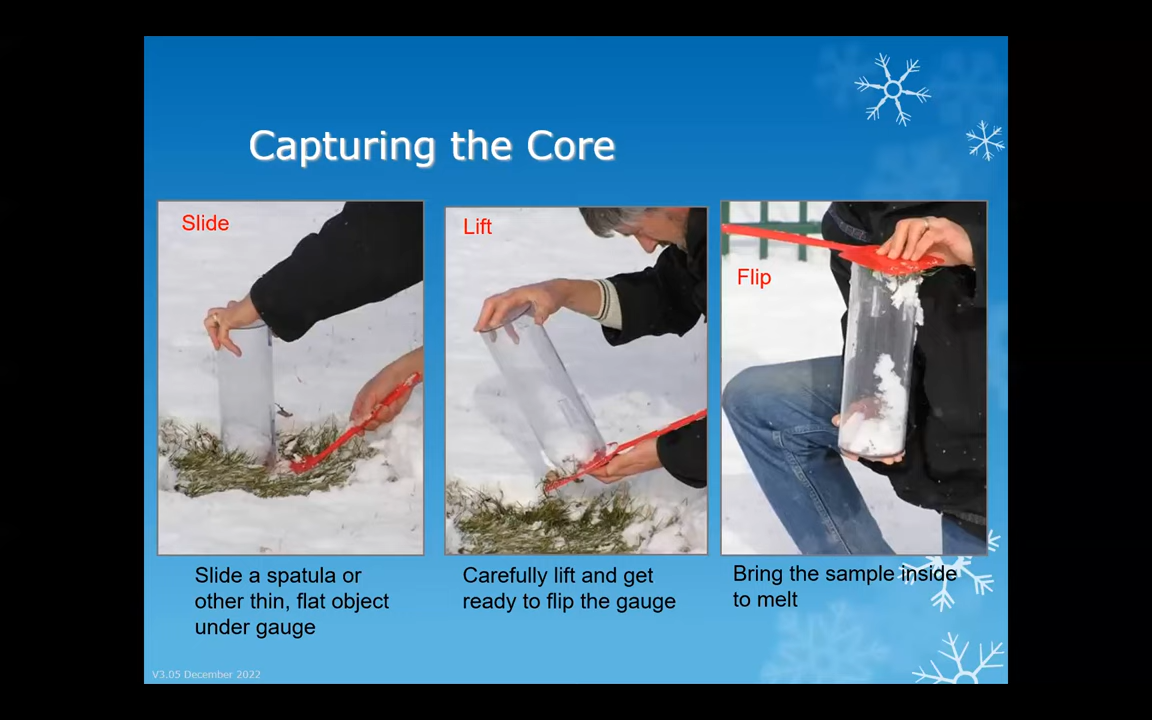 Capturing the Core
Slide
Lift
Flip
Slide a spatula or
other thin, flat object
under gauge
Carefully lift and get
ready to flip the gauge
Bring the sample inside
to melt
V3.05 December 2022